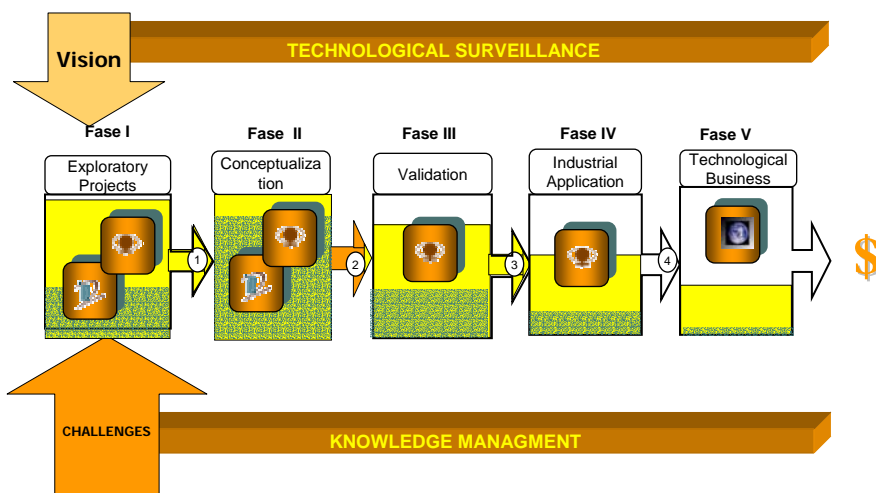 TECHNOLOGICAL SURVEILLANCE
Vision
Fase I
Fase II
Fase III
Fase IV
Fase V
Exploratory
Projects
Conceptualiza
tion
Validation
Industrial
Application
Technological
Business
1
2
3
4
$
CHALLENGES
KNOWLEDGE MANAGMENT